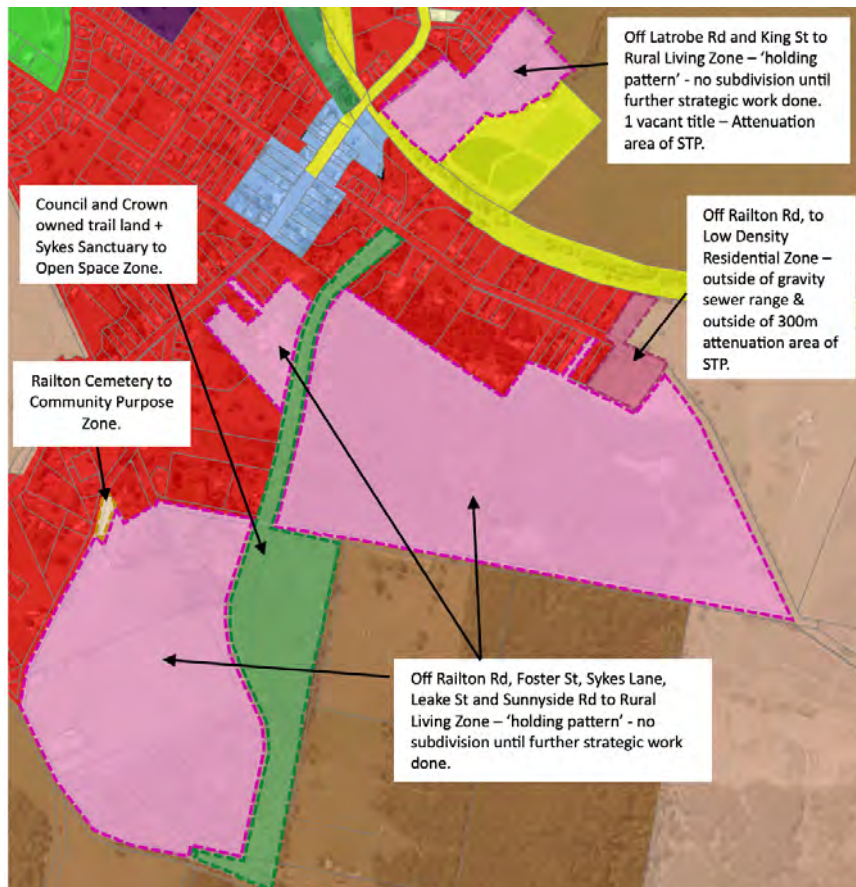 Off Latrobe Rd and King St to
Rural Living Zone – ‘holding
pattern’ - no subdivision until
further strategic work done.
1 vacant title – Attenuation
area of STP.
Council and Crown
owned trail land +
Sykes Sanctuary to
Open Space Zone.
Off Railton Rd, to
Low Density
Residential Zone –
outside of gravity
sewer range &
outside of 300m
attenuation area of
STP.
Railton Cemetery to
Community Purpose
Zone.
Off Railton Rd, Foster St, Sykes Lane,
Leake St and Sunnyside Rd to Rural
Living Zone – ‘holding pattern’ - no
subdivision until further strategic work
done.